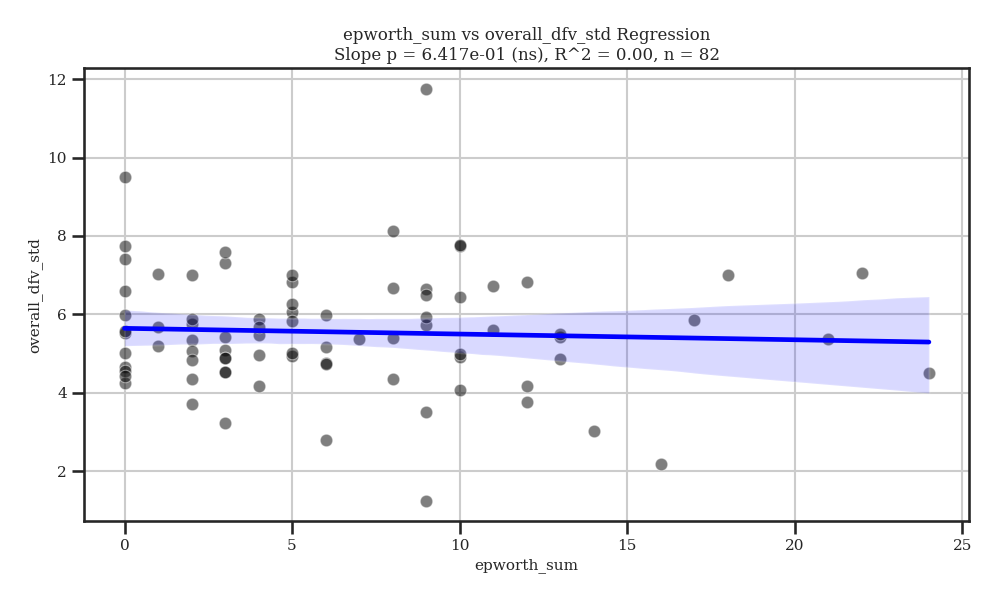 epworth_sum vs overall_dfv_std Regression
Slope p = 6.417e-01 (ns), R^2 = 0.00, n = 82
overall_dfv_std
12
10
8
6
4
2
0 5 10 15 20 25
epworth_sum